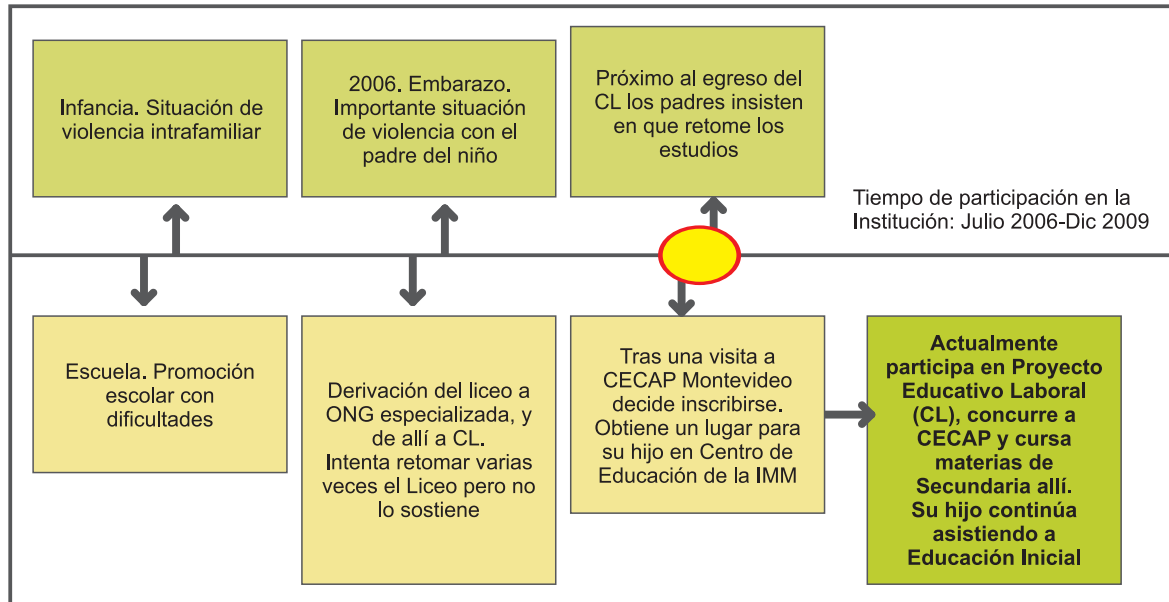 Infancia. Situación de
violencia intrafamiliar
2006. Embarazo.
Importante situación
de violencia con el
padre del niño
Próximo al egreso del
CL los padres insisten
en que retome los
estudios
Tiempo de participación en la
Institución: Julio 2006-Dic 2009
Escuela. Promoción
escolar con
dificultades
Derivación del liceo a
ONG especializada, y
de allí a CL.
Intenta retomar varias
veces el Liceo pero no
lo sostiene
Tras una visita a
CECAP Montevideo
decide inscribirse.
Obtiene un lugar para
su hijo en Centro de
Educación de la IMM
Actualmente
participa en Proyecto
Educativo Laboral
(CL), concurre a
CECAP y cursa
materias de
Secundaria allí.
Su hijo continúa
asistiendo a
Educación Inicial